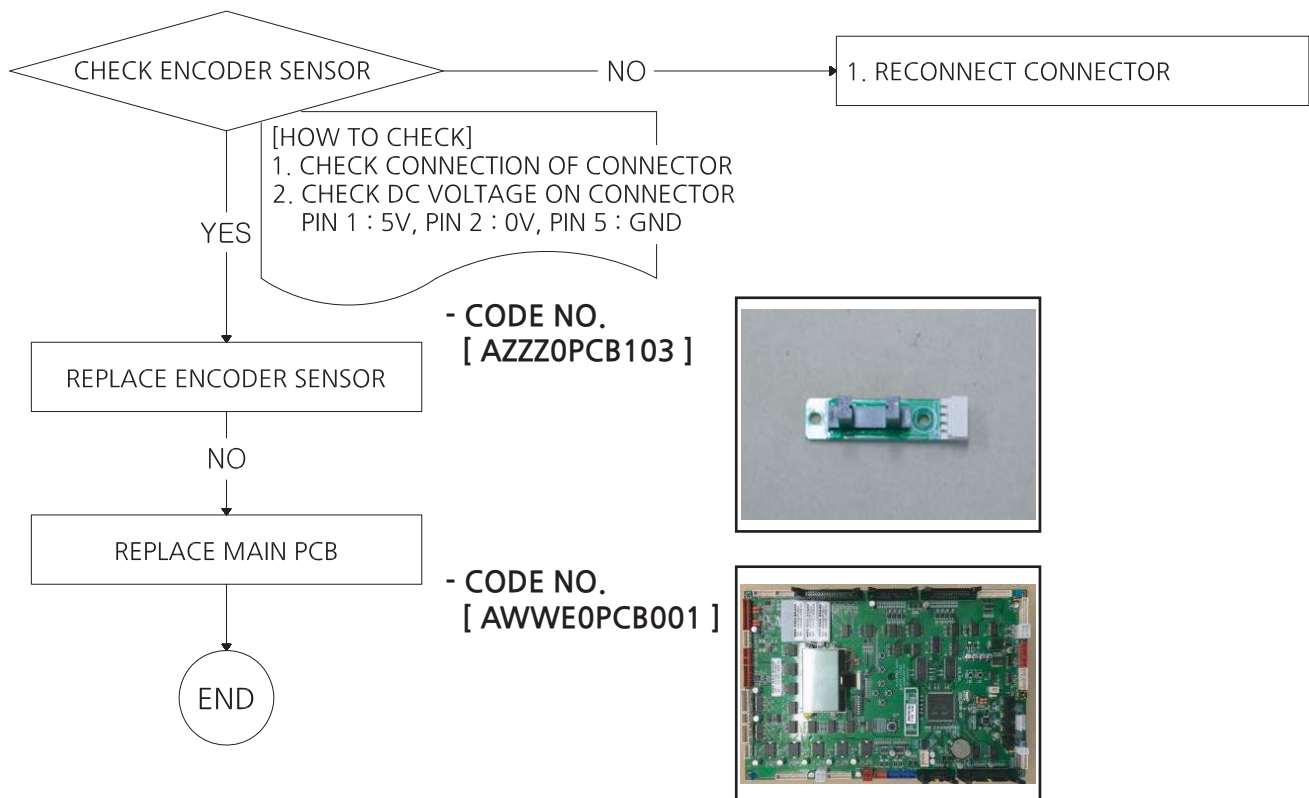 CHECK ENCODER SENSOR
NO
1. RECONNECT CONNECTOR
[HOW TO CHECK]
1. CHECK CONNECTION OF CONNECTOR
2. CHECK DC VOLTAGE ON CONNECTOR
PIN 1 : 5V, PIN 2 : 0V, PIN 5 : GND
YES
- CODE NO.
[ AZZZ0PCB103 ]
REPLACE ENCODER SENSOR
NO
REPLACE MAIN PCB
- CODE NO.
[ AWWE0PCB001 ]
END